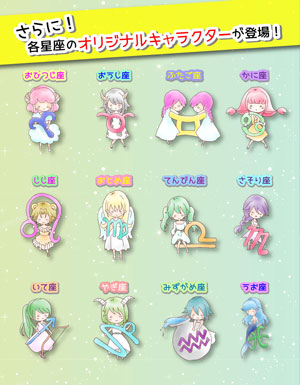 さらに!
各星座のオリジナルキャラクターが登場!
おひつじ座
おうし座
ふたご座
かに座
しし座
おとめ座
てんびん座
さそり座
いて座
やぎ座
みずがめ座
うお座